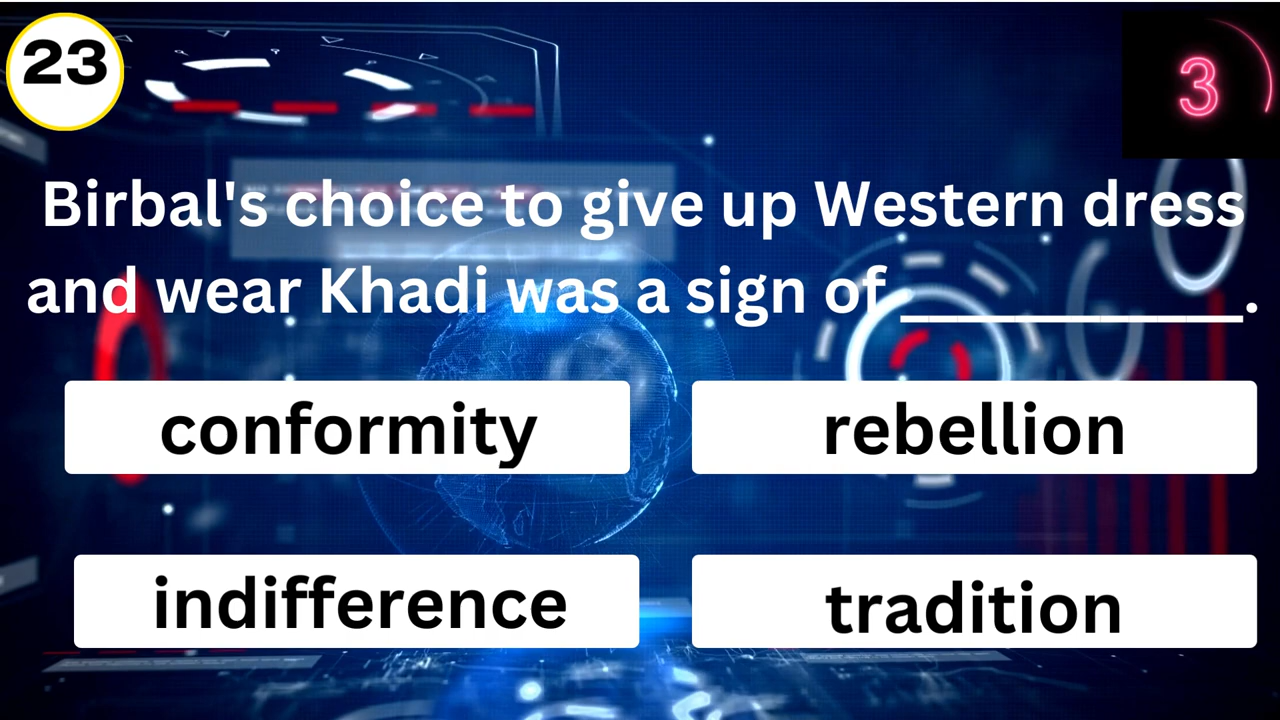 23
3
Birbal's choice to give up Western dress
and wear Khadi was a sign of ____________.
conformity
rebellion
indifference
tradition